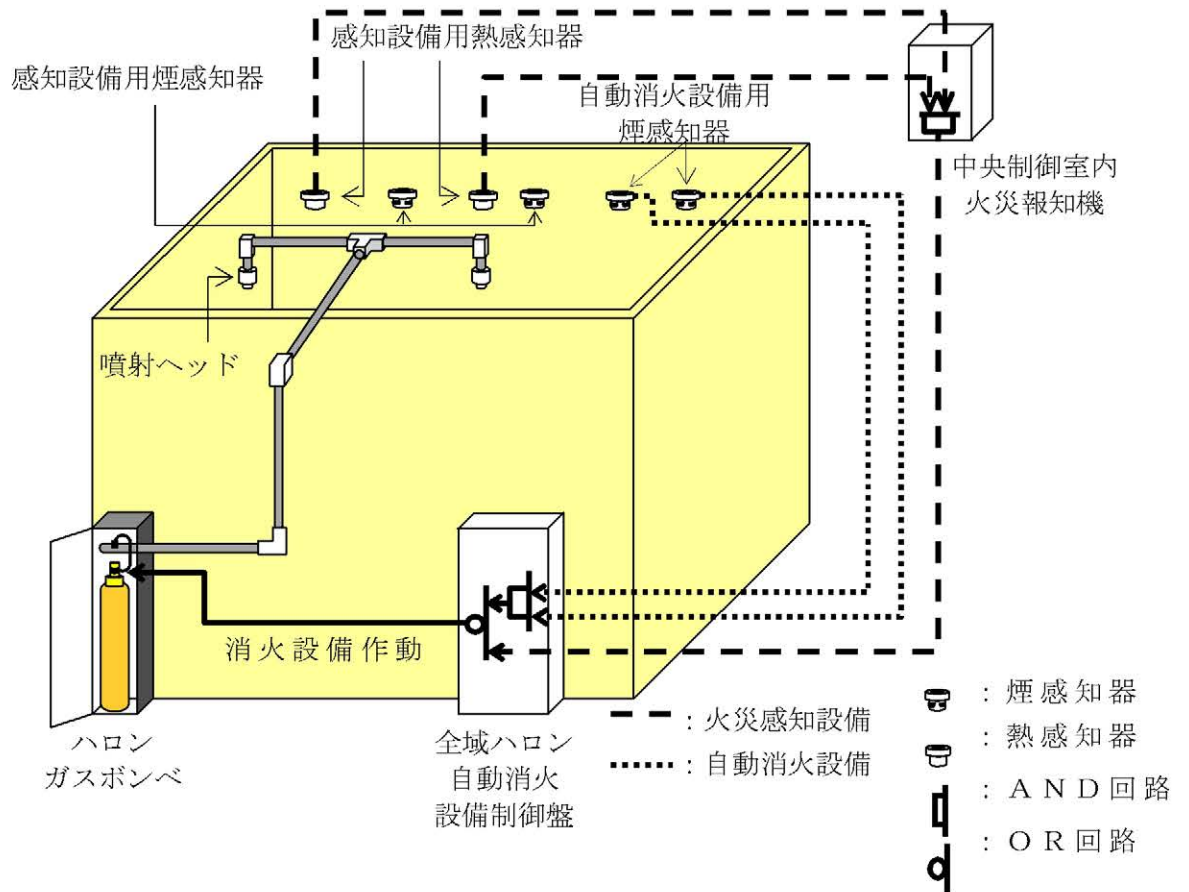 感知設備用熱感知器
感知設備用煙感知器
自動消火設備用
煙感知器
中央制御室内
火災報知機
噴射ヘッド
消火設備作動
ハロン
ガスボンベ
全域ハロン
自動消火
設備制御盤
：火災感知設備
：自動消火設備
：煙感知器
：熱感知器
：AND回路
：OR回路